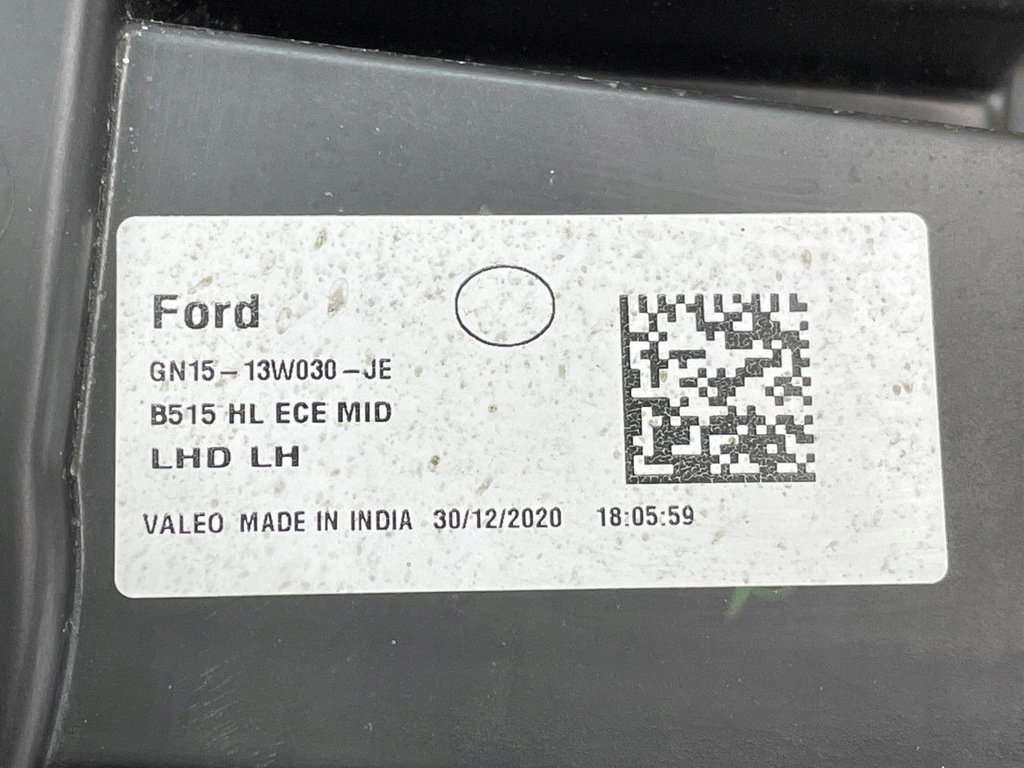 Ford
GN15-13W030-JE
B515 HL ECE MID
LHD LH
VALEO MADE IN INDIA 30/12/2020 18:05:59